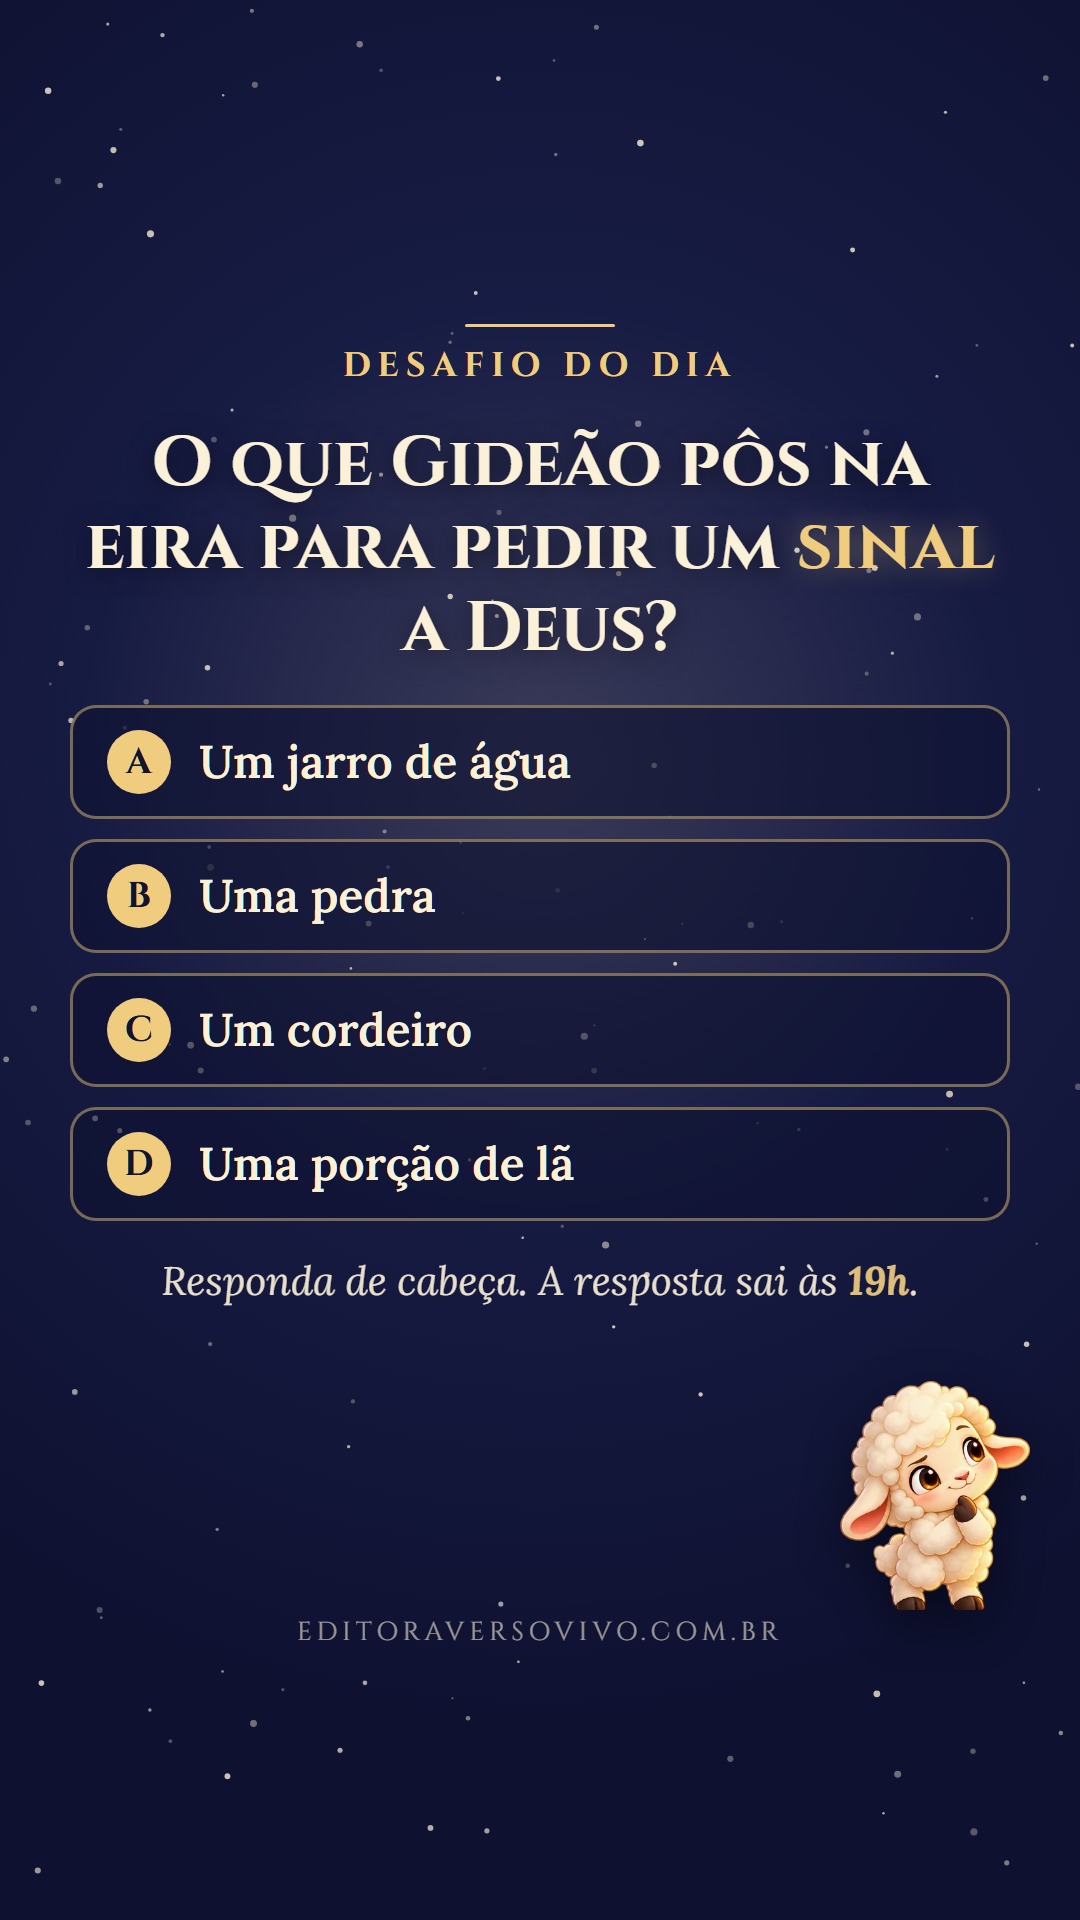 DESAFIO DO DIA
O QUE GIDEÃO PÔS NA
EIRA PARA PEDIR UM SINAL
A DEUS?
A Um jarro de água
B Uma pedra
C Um cordeiro
D Uma porção de lã
Responda de cabeça. A resposta sai às 19h.
EDITORAVERSOVIVO.COM.BR